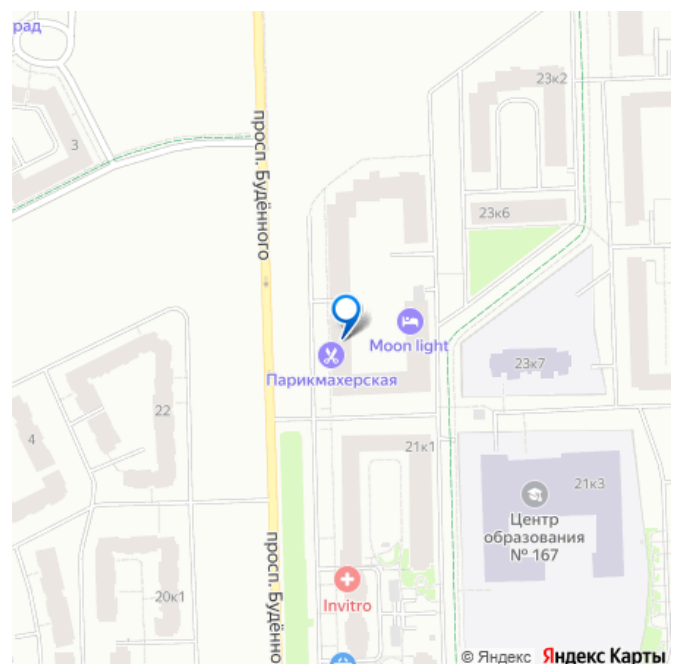 рад
23к2
3
просп. Будённого
23к6
Moon light
Парикмахерская
23к7
22
4
21к1
21к3
Центр
образования
№ 167
просп. Будённо
20к1
Invitro
© Яндекс Яндекс Карты